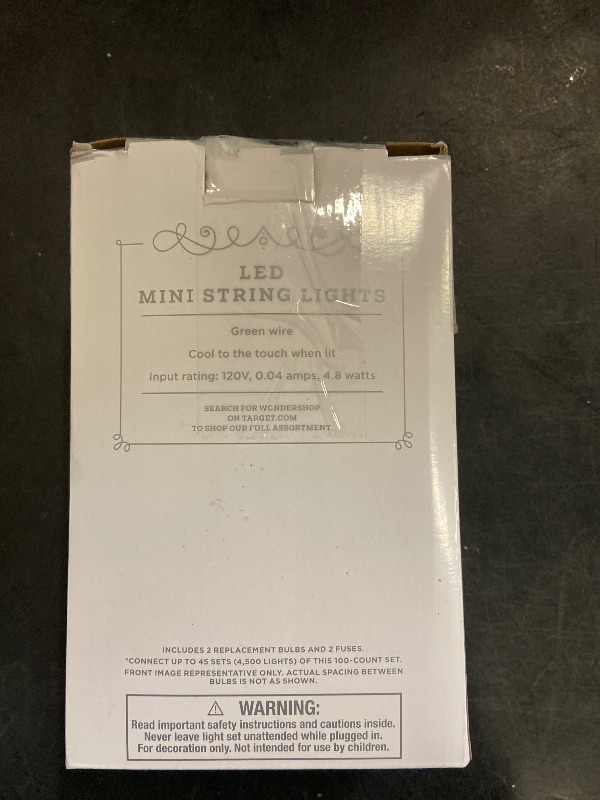 LED
MINI STRING LIGHTS
Green wire
Cool to the touch when lit
Input rating: 120V, 0.04 amps, 4.8 watts
SEARCH FOR WONDERSHOP
ON TARGET.COM
TO SHOP OUR FULL ASSORTMENT.
INCLUDES 2 REPLACEMENT BULBS AND 2 FUSES.
*CONNECT UP TO 45 SETS (4,500 LIGHTS) OF THIS 100-COUNT SET.
FRONT IMAGE REPRESENTATIVE ONLY. ACTUAL SPACING BETWEEN
BULBS IS NOT AS SHOWN.
⚠ WARNING:
Read important safety instructions and cautions inside.
Never leave light set unattended while plugged in.
For decoration only. Not intended for use by children.